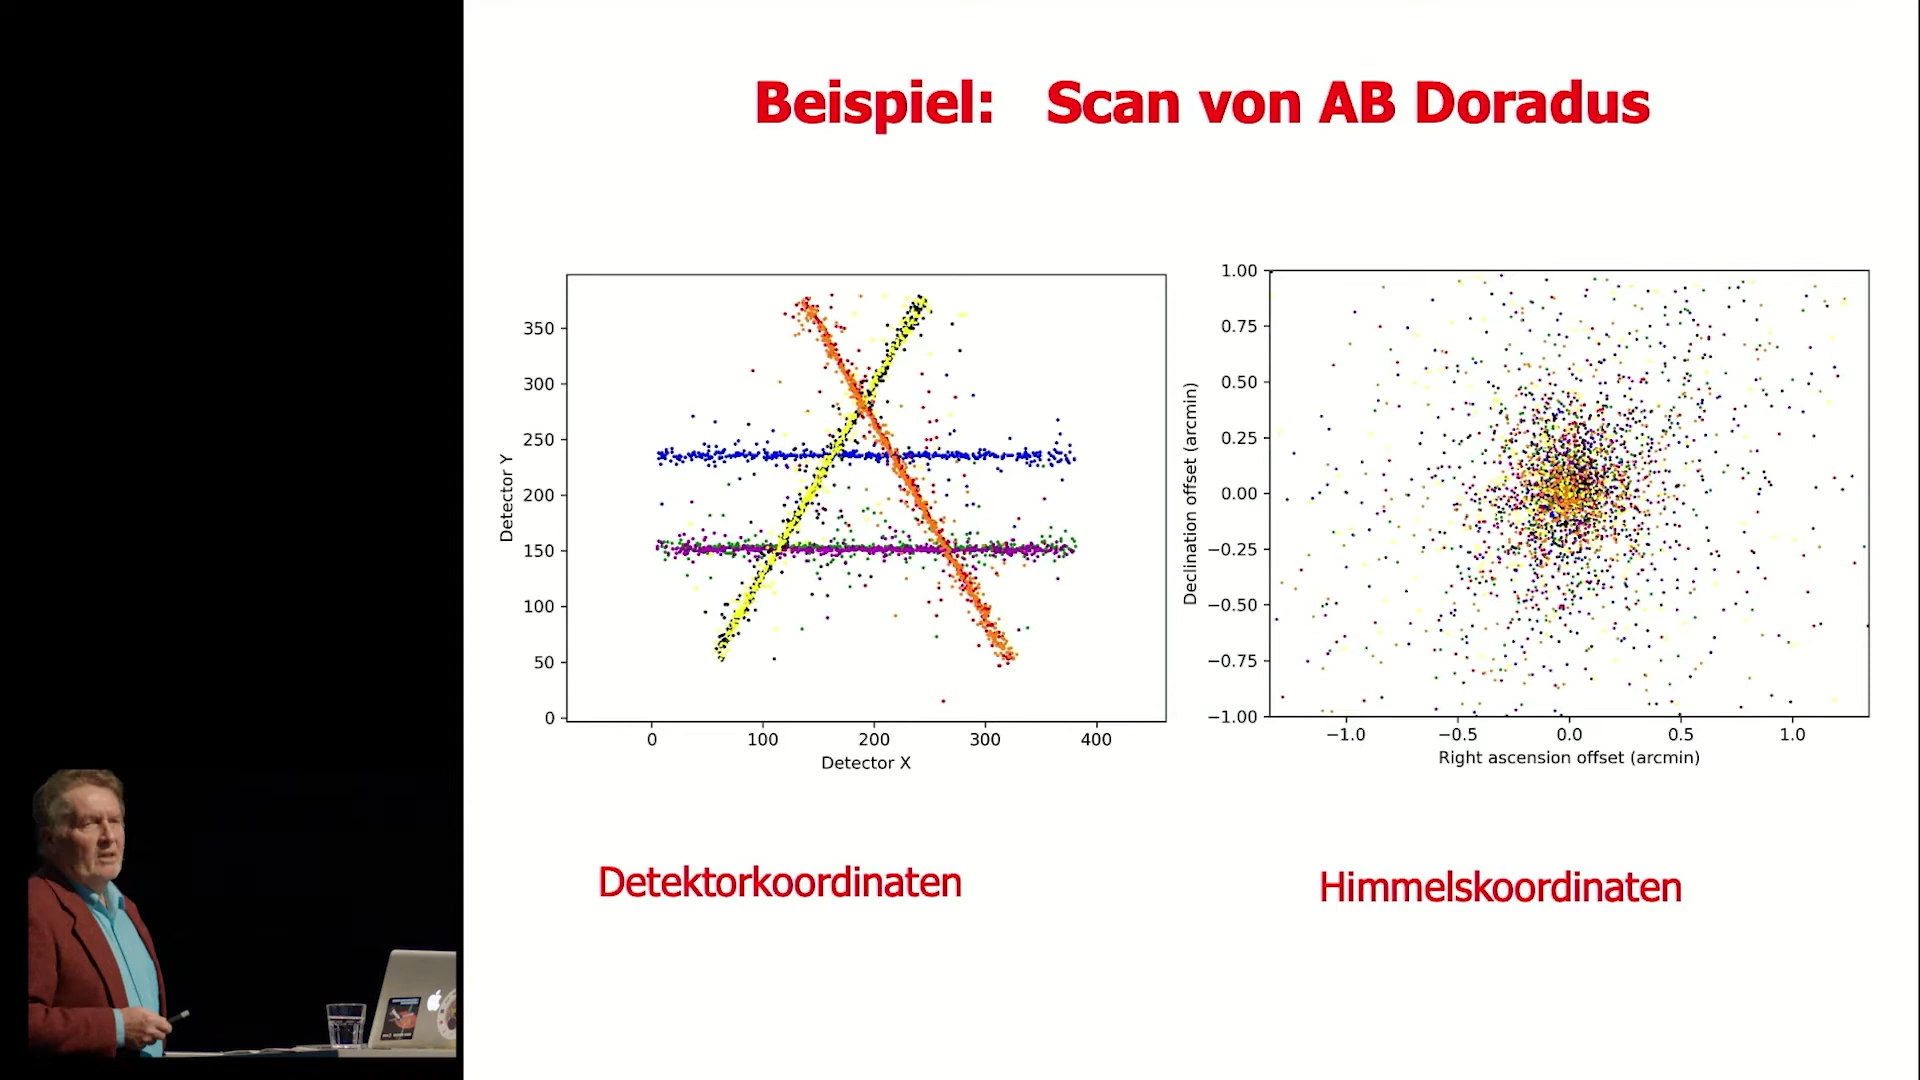 Beispiel: Scan von AB Doradus
Detector Y
350
300
250
200
150
100
50
0
0 100 200 300 400
Detector X
Declination offset (arcmin)
1.00
0.75
0.50
0.25
0.00
−0.25
−0.50
−0.75
−1.00
−1.0 −0.5 0.0 0.5 1.0
Right ascension offset (arcmin)
Detektorkoordinaten
Himmelskoordinaten